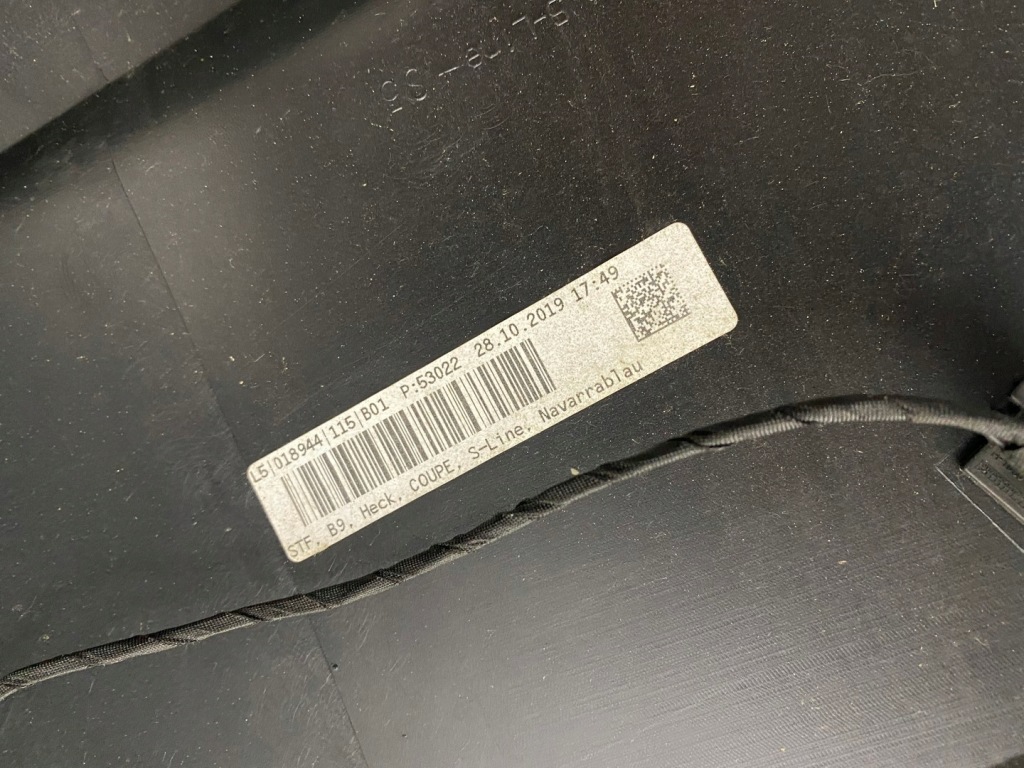 L5|018944|115|B01 P:53022 28.10.2019 17:49
STF, B9, Heck, COUPE, S-Line, Navarrablau